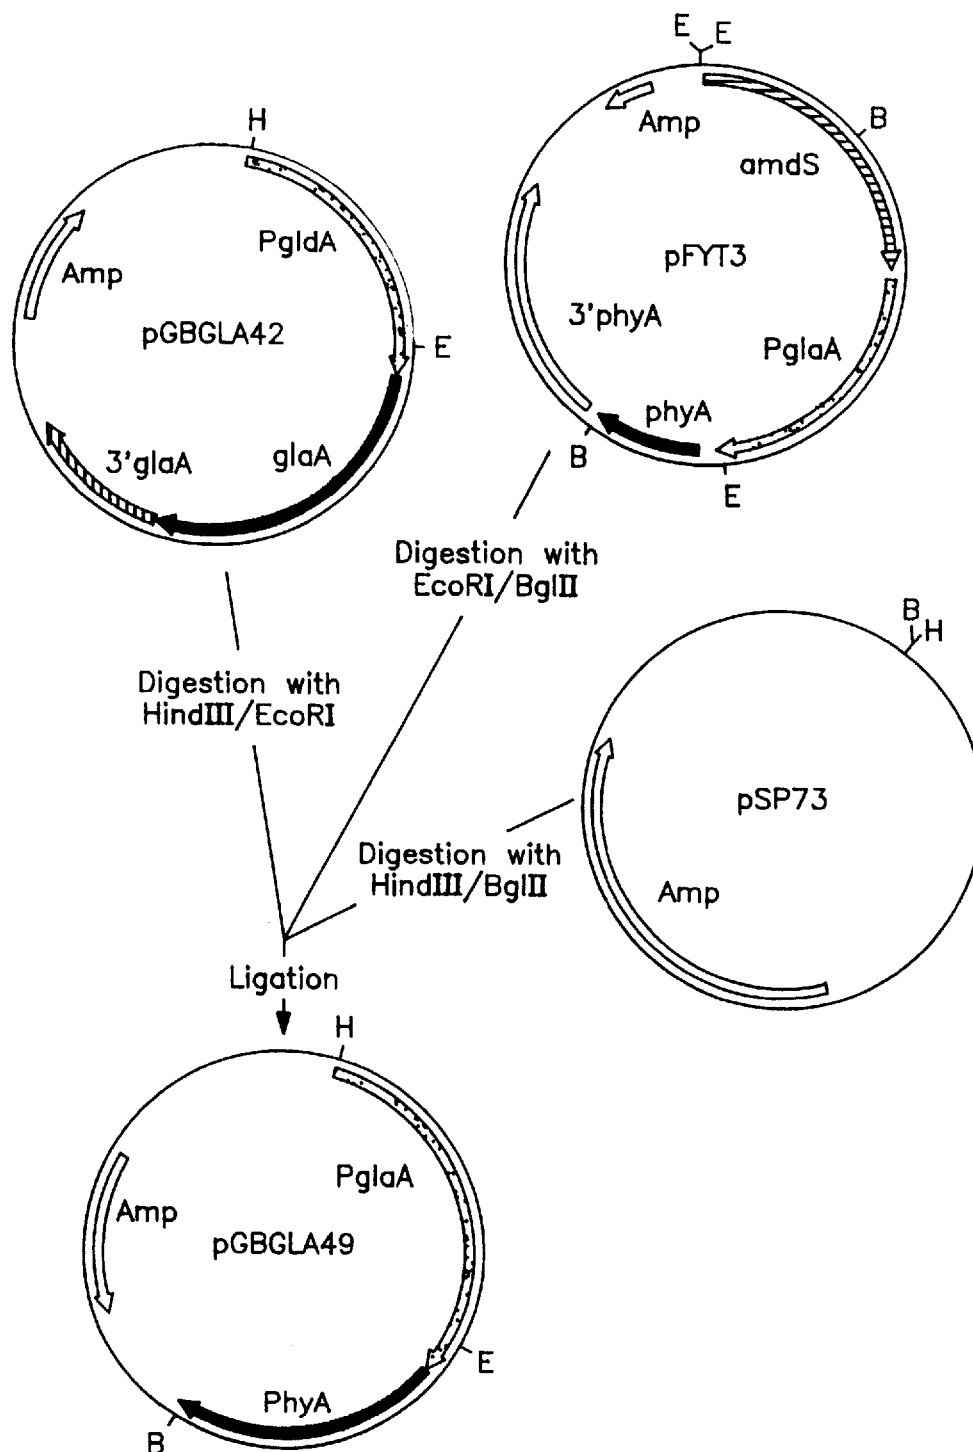 E E
H
Amp
B
amdS
PgldA
Amp
pFYT3
pGBGLA42
3'phyA
E
PglaA
phyA
3'glaA
glaA
B
E
Digestion with
EcoRI/BglII
B
H
Digestion with
HindIII/EcoRI
pSP73
Digestion with
HindIII/BglII
Amp
Ligation
H
PglaA
Amp
pGBGLA49
E
PhyA
B